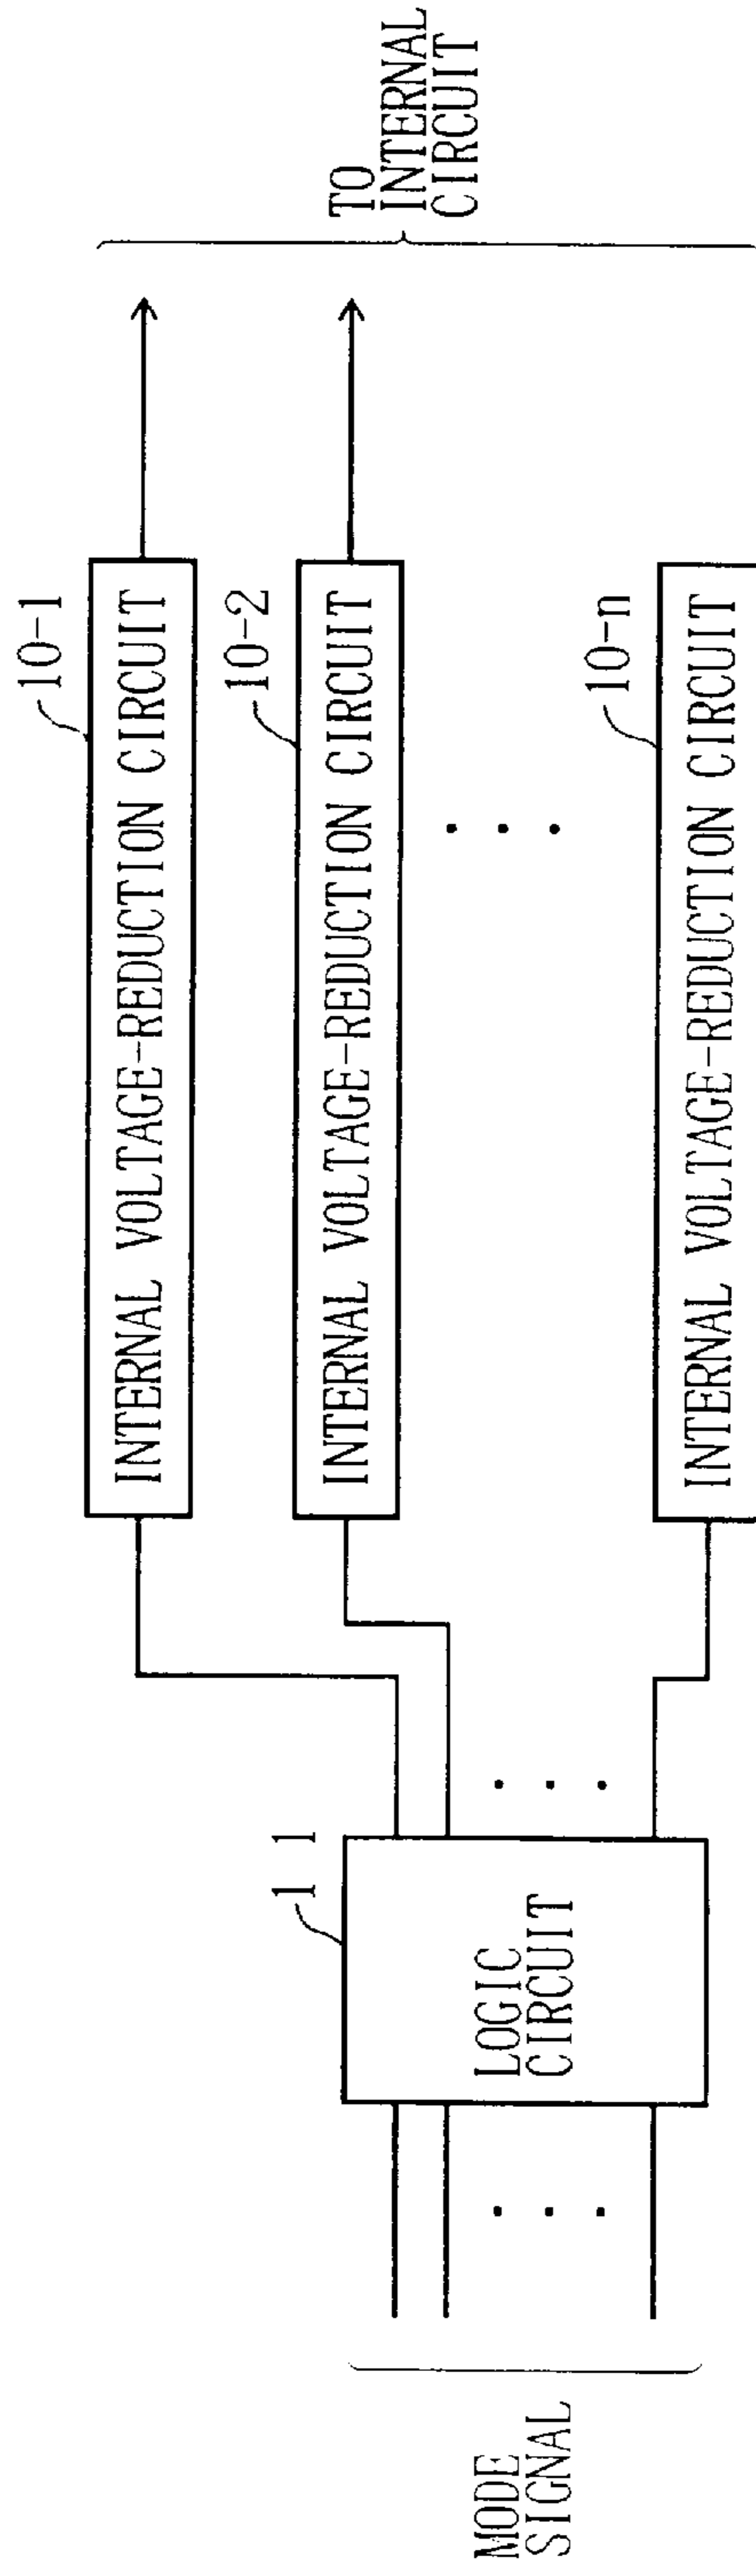 MODE
SIGNAL
11
LOGIC
CIRCUIT
10-1
INTERNAL VOLTAGE-REDUCTION CIRCUIT
10-2
INTERNAL VOLTAGE-REDUCTION CIRCUIT
10-n
INTERNAL VOLTAGE-REDUCTION CIRCUIT
TO
INTERNAL
CIRCUIT